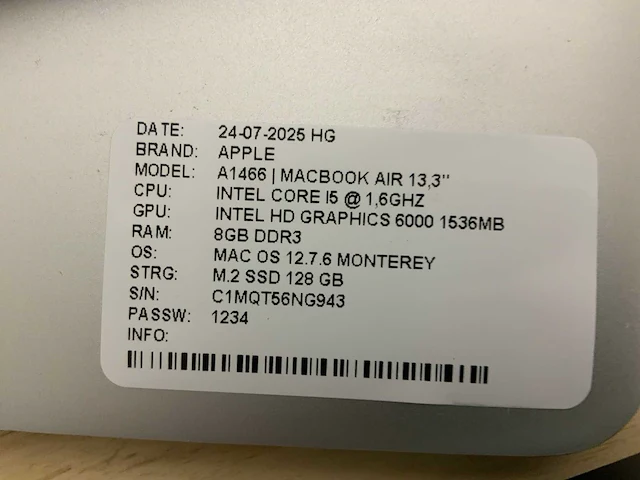 DATE: 24-07-2025 HG
BRAND: APPLE
MODEL: A1466 | MACBOOK AIR 13,3"
CPU: INTEL CORE I5 @ 1,6GHZ
GPU: INTEL HD GRAPHICS 6000 1536MB
RAM: 8GB DDR3
OS: MAC OS 12.7.6 MONTEREY
STRG: M.2 SSD 128 GB
S/N: C1MQT56NG943
PASSW: 1234
INFO: